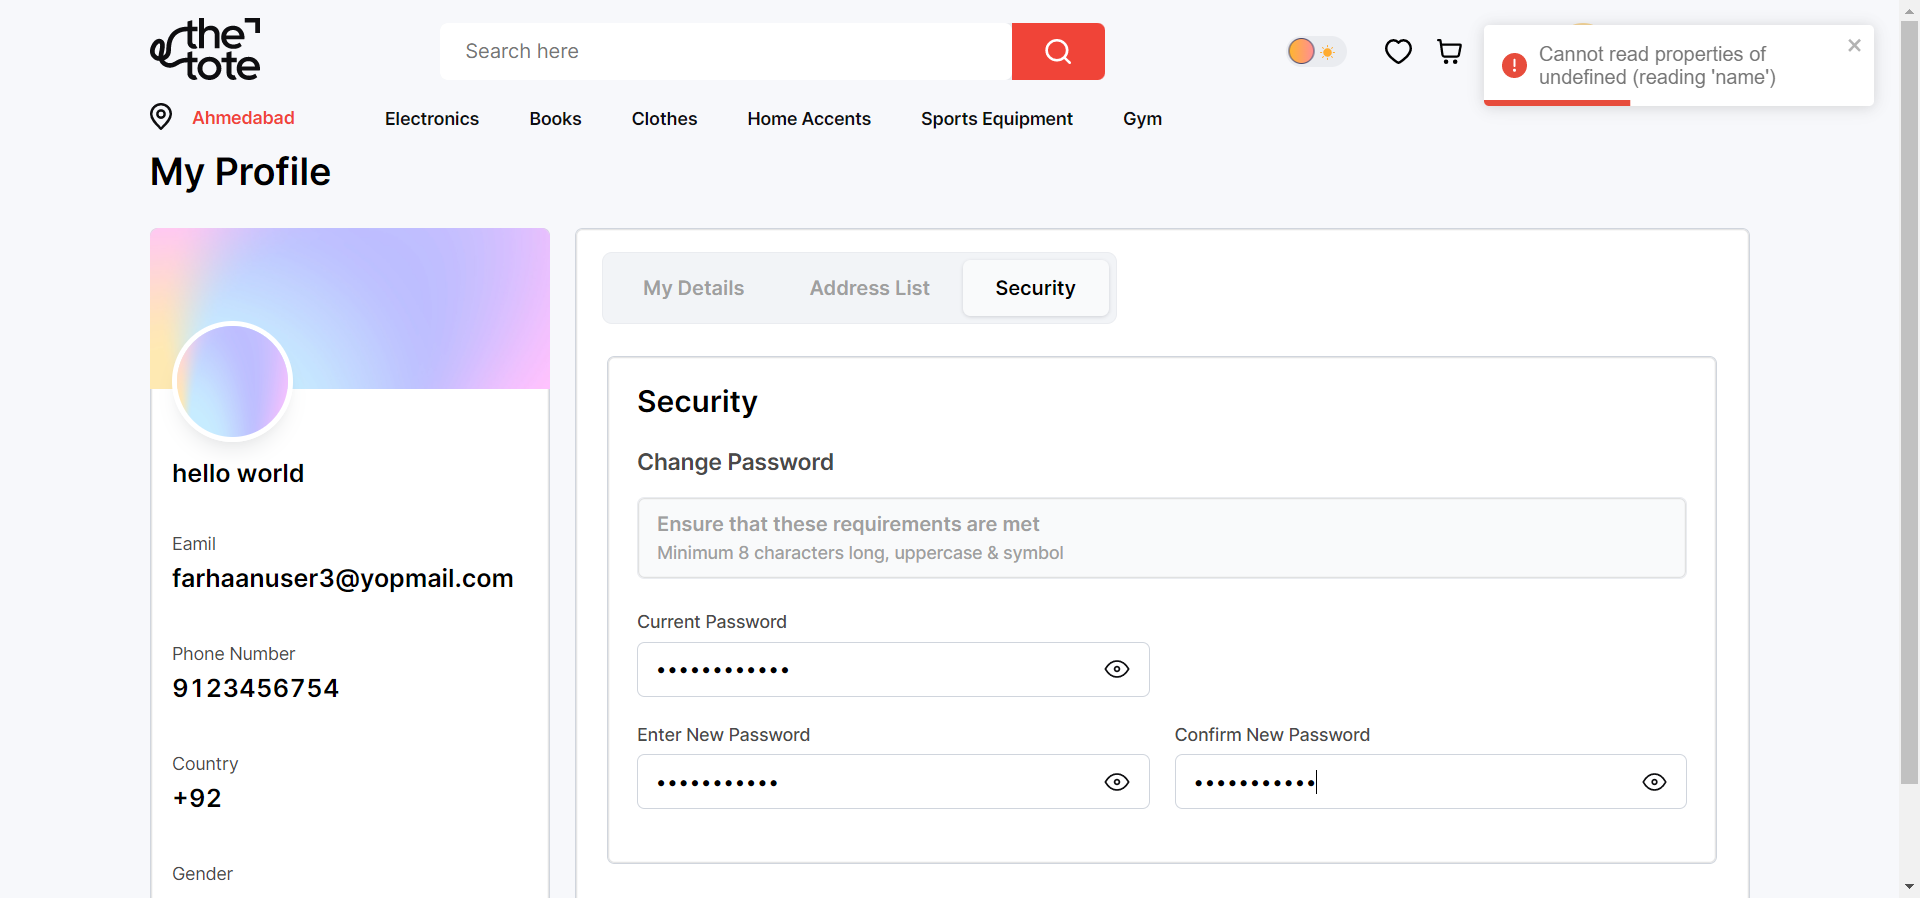 the
tote
Search here
Cannot read properties of
undefined (reading 'name')
Ahmedabad
Electronics
Books
Clothes
Home Accents
Sports Equipment
Gym
My Profile
hello world
Eamil
farhaanuser3@yopmail.com
Phone Number
9123456754
Country
+92
Gender
My Details
Address List
Security
Security
Change Password
Ensure that these requirements are met
Minimum 8 characters long, uppercase & symbol
Current Password
Enter New Password
Confirm New Password